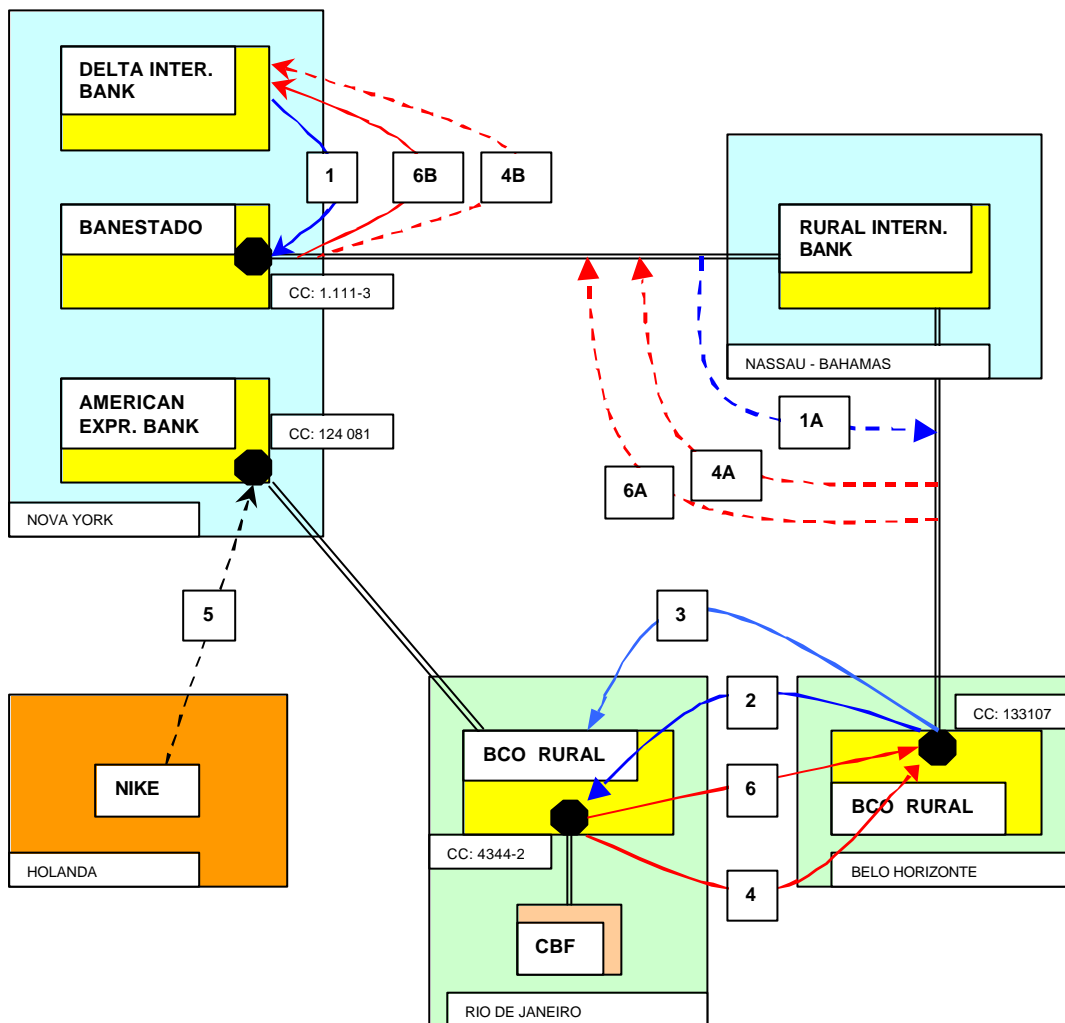 DELTA INTER.
BANK
1
6B
4B
BANESTADO
CC: 1.111-3
RURAL INTERN.
BANK
NASSAU - BAHAMAS
AMERICAN
EXPR. BANK
CC: 124 081
1A
4A
6A
NOVA YORK
5
3
2
CC: 133107
BCO RURAL
NIKE
6
BCO RURAL
CC: 4344-2
HOLANDA
BELO HORIZONTE
4
CBF
RIO DE JANEIRO